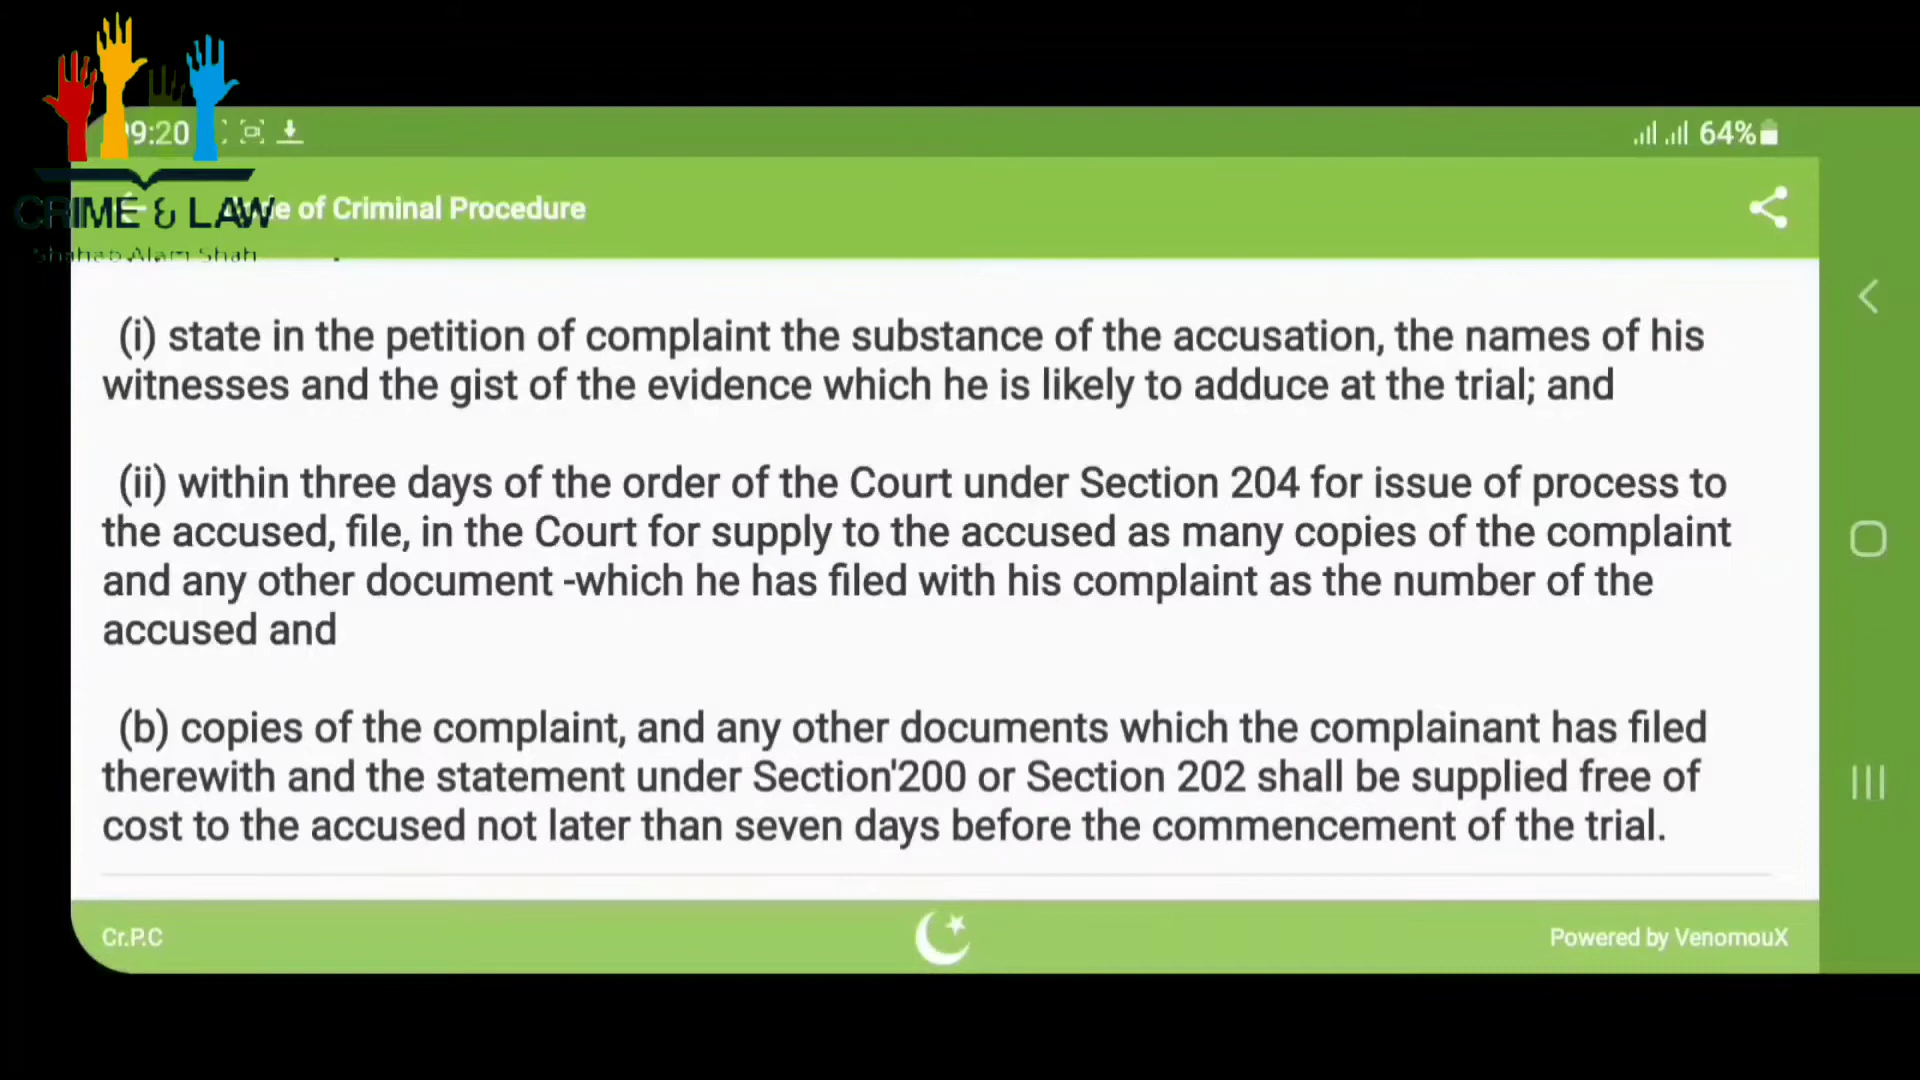 9:20
64%
CRIME & LAW
de of Criminal Procedure
Shahab Alam Shah
(i) state in the petition of complaint the substance of the accusation, the names of his
witnesses and the gist of the evidence which he is likely to adduce at the trial; and
(ii) within three days of the order of the Court under Section 204 for issue of process to
the accused, file, in the Court for supply to the accused as many copies of the complaint
and any other document -which he has filed with his complaint as the number of the
accused and
(b) copies of the complaint, and any other documents which the complainant has filed
therewith and the statement under Section'200 or Section 202 shall be supplied free of
cost to the accused not later than seven days before the commencement of the trial.
Cr.P.C
Powered by VenomouX